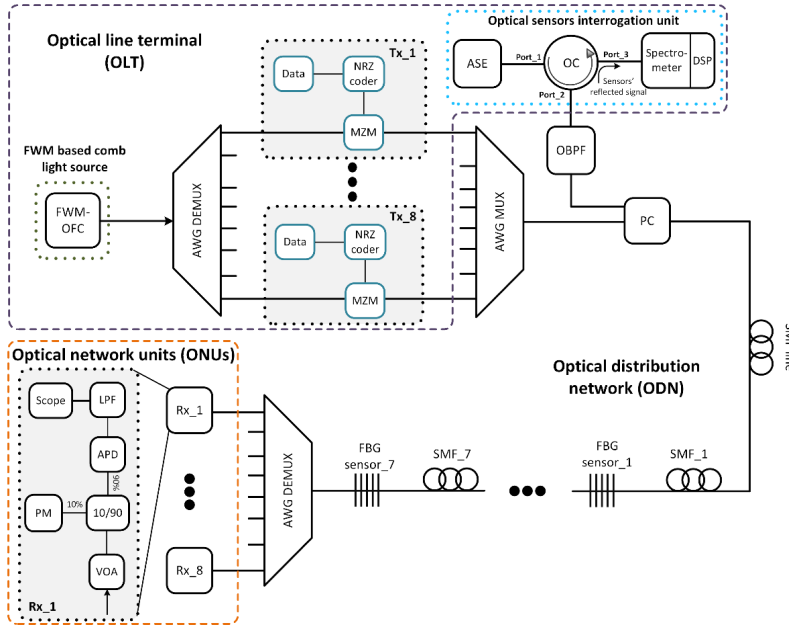 Optical sensors interrogation unit
Optical line terminal
(OLT)
Tx_1
Data
NRZ
coder
MZM
ASE
Port_1
OC
Port_3
Port_2
Sensors'
reflected signal
Spectro-
meter
DSP
FWM based comb
light source
FWM-
OFC
AWG DEMUX
AWG MUX
OBPF
PC
Tx_8
Data
NRZ
coder
MZM
Optical network units (ONUs)
Optical distribution
network (ODN)
Scope
LPF
APD
90%
PM
10%
10/90
VOA
Rx_1
Rx_1
Rx_8
AWG DEMUX
FBG
sensor_7
SMF_7
FBG
sensor_1
SMF_1